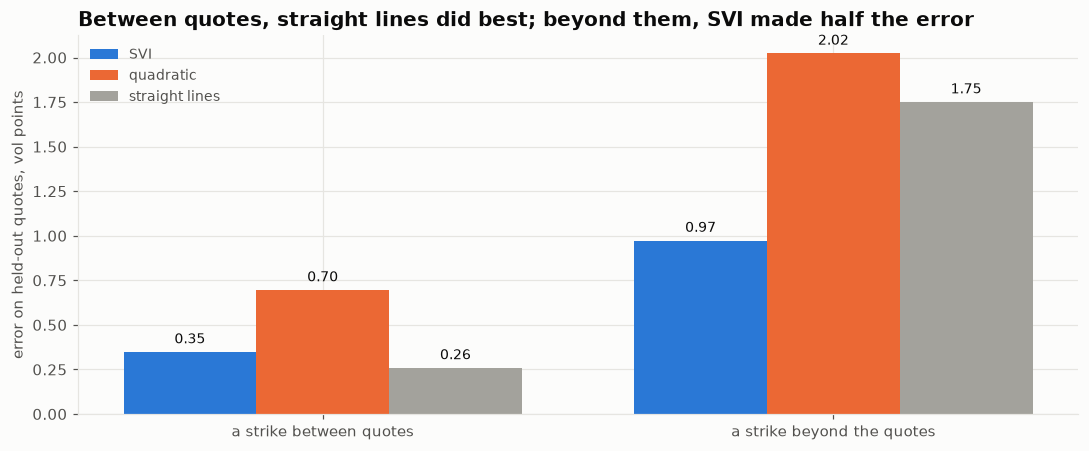 Between quotes, straight lines did best; beyond them, SVI made half the error
SVI
quadratic
straight lines
error on held-out quotes, vol points
2.00
1.75
1.50
1.25
1.00
0.75
0.50
0.25
0.00
0.35
0.70
0.26
0.97
2.02
1.75
a strike between quotes
a strike beyond the quotes